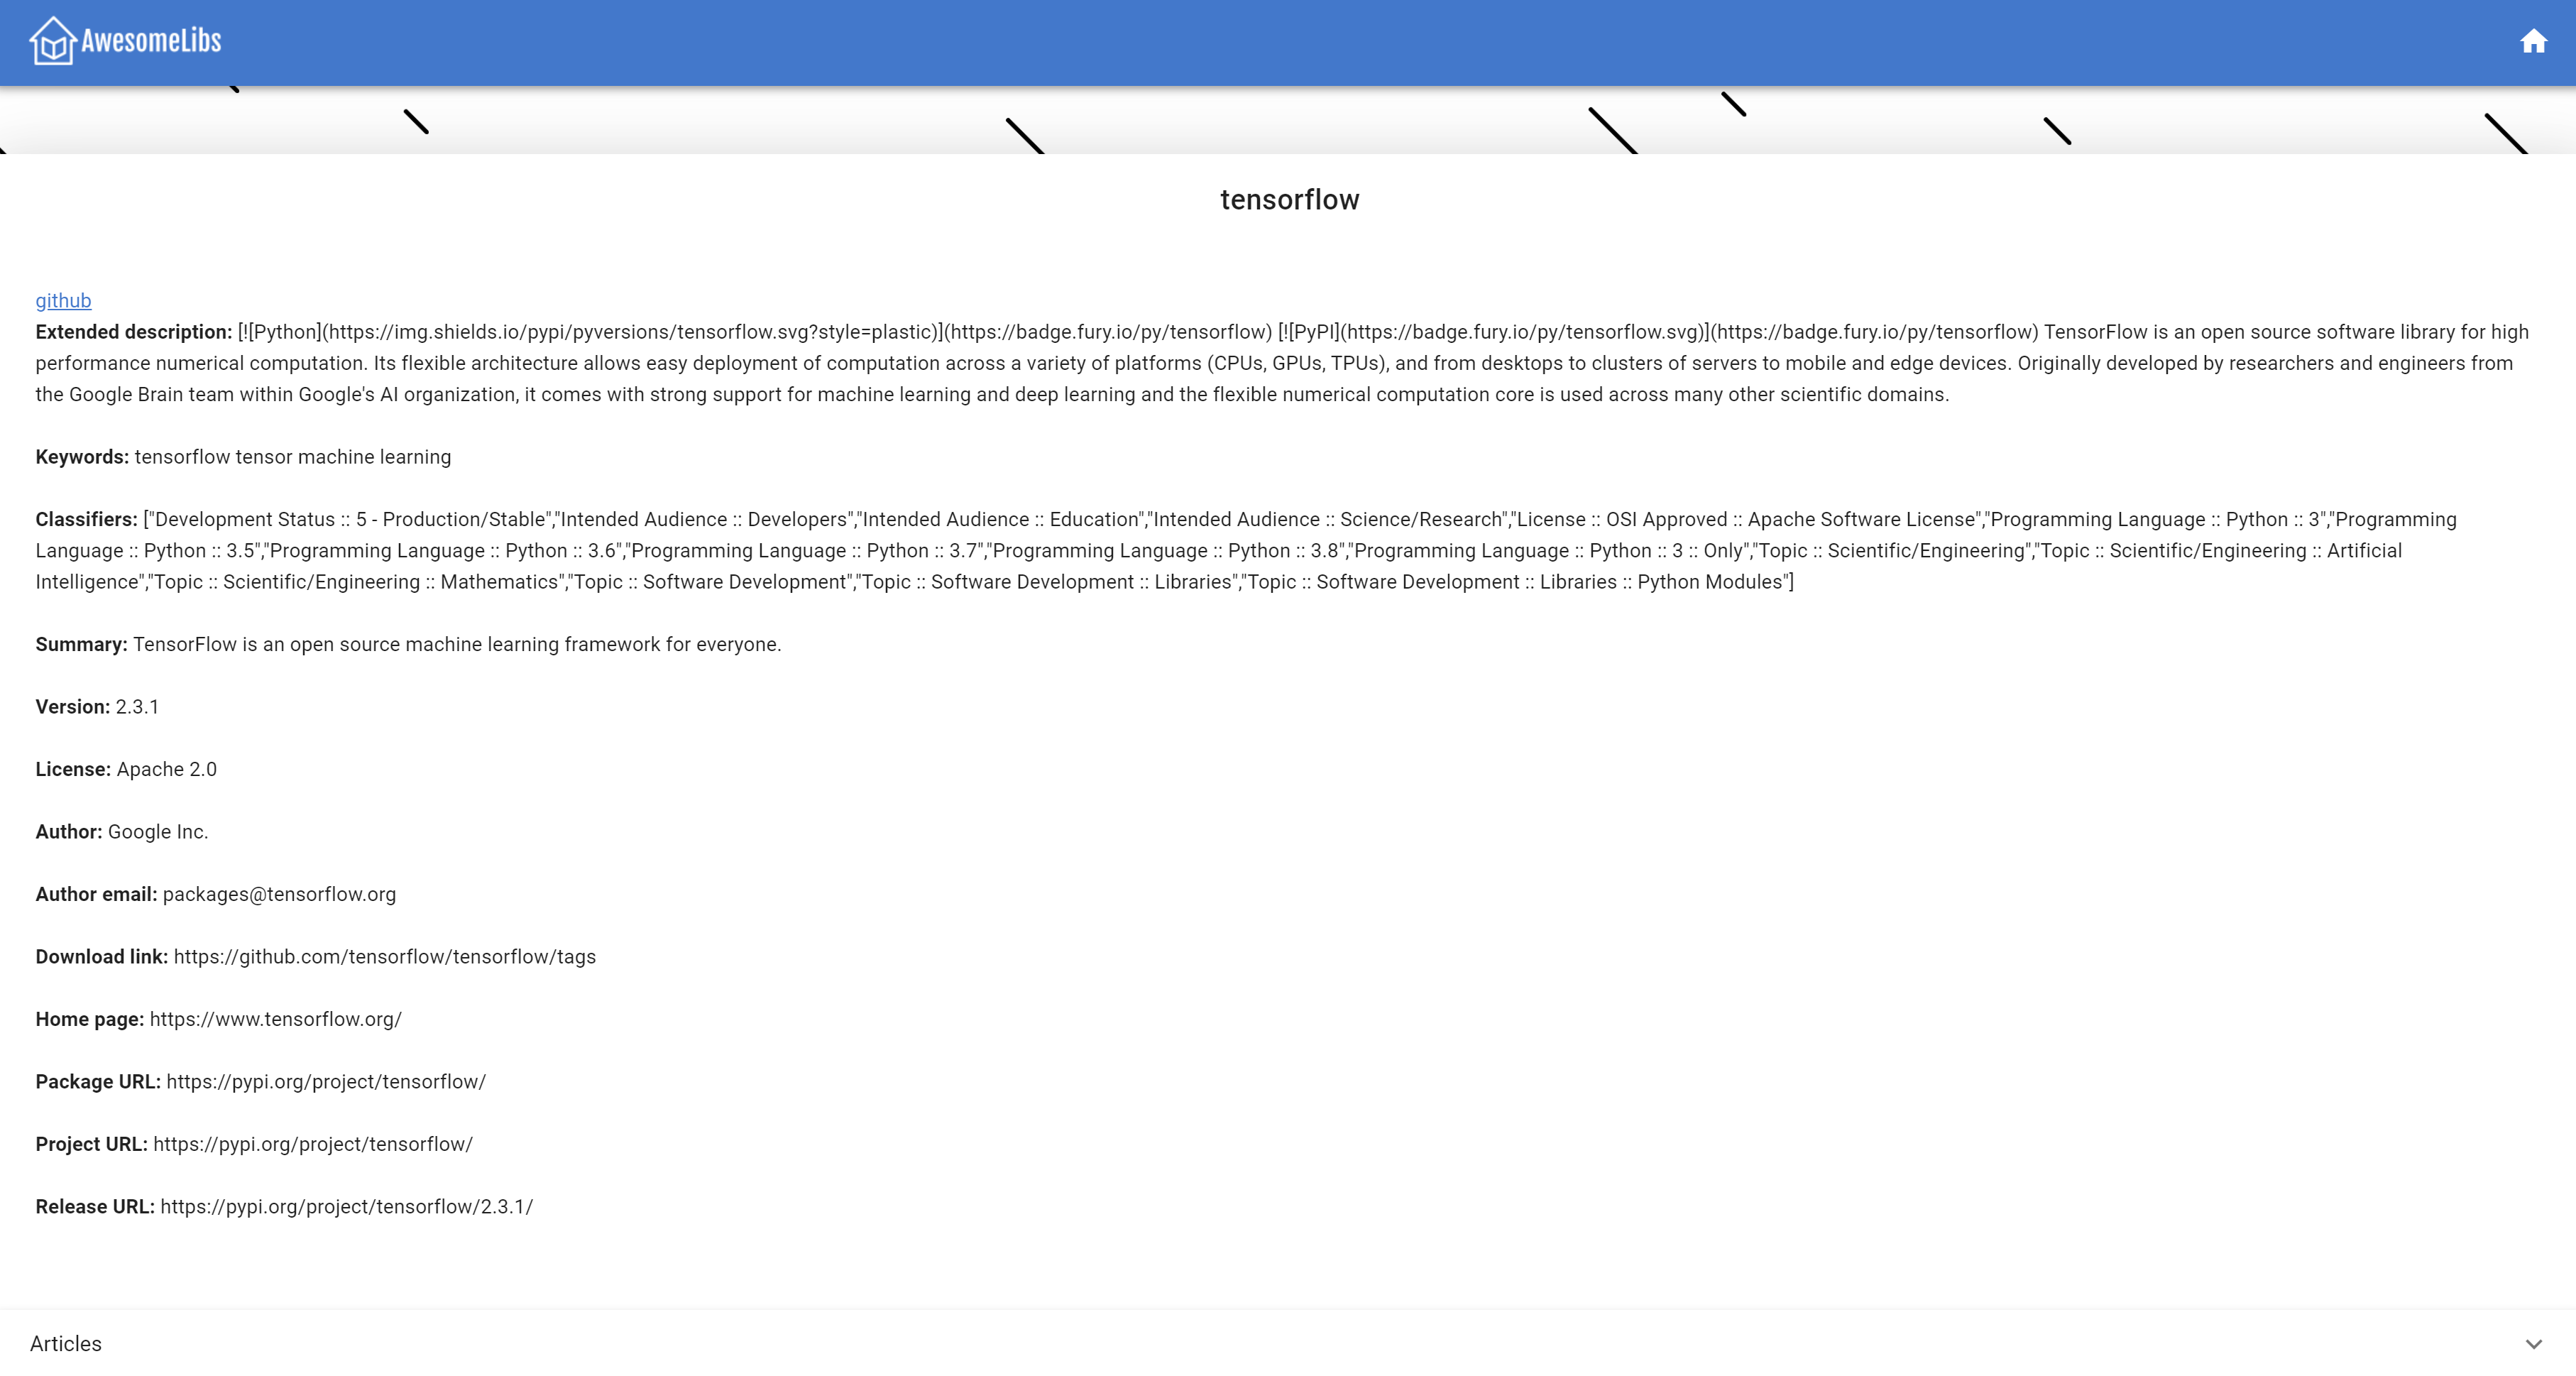 AwesomeLibs
tensorflow
github
Extended description: [![Python](https://img.shields.io/pypi/pyversions/tensorflow.svg?style=plastic)](https://badge.fury.io/py/tensorflow) [![PyPI](https://badge.fury.io/py/tensorflow.svg)](https://badge.fury.io/py/tensorflow) TensorFlow is an open source software library for high
performance numerical computation. Its flexible architecture allows easy deployment of computation across a variety of platforms (CPUs, GPUs, TPUs), and from desktops to clusters of servers to mobile and edge devices. Originally developed by researchers and engineers from
the Google Brain team within Google's AI organization, it comes with strong support for machine learning and deep learning and the flexible numerical computation core is used across many other scientific domains.
Keywords: tensorflow tensor machine learning
Classifiers: ["Development Status :: 5 - Production/Stable","Intended Audience :: Developers","Intended Audience :: Education","Intended Audience :: Science/Research","License :: OSI Approved :: Apache Software License","Programming Language :: Python :: 3","Programming
Language :: Python :: 3.5","Programming Language :: Python :: 3.6","Programming Language :: Python :: 3.7","Programming Language :: Python :: 3.8","Programming Language :: Python :: 3 :: Only","Topic :: Scientific/Engineering","Topic :: Scientific/Engineering :: Artificial
Intelligence","Topic :: Scientific/Engineering :: Mathematics","Topic :: Software Development","Topic :: Software Development :: Libraries","Topic :: Software Development :: Libraries :: Python Modules"]
Summary: TensorFlow is an open source machine learning framework for everyone.
Version: 2.3.1
License: Apache 2.0
Author: Google Inc.
Author email: packages@tensorflow.org
Download link: https://github.com/tensorflow/tensorflow/tags
Home page: https://www.tensorflow.org/
Package URL: https://pypi.org/project/tensorflow/
Project URL: https://pypi.org/project/tensorflow/
Release URL: https://pypi.org/project/tensorflow/2.3.1/
Articles